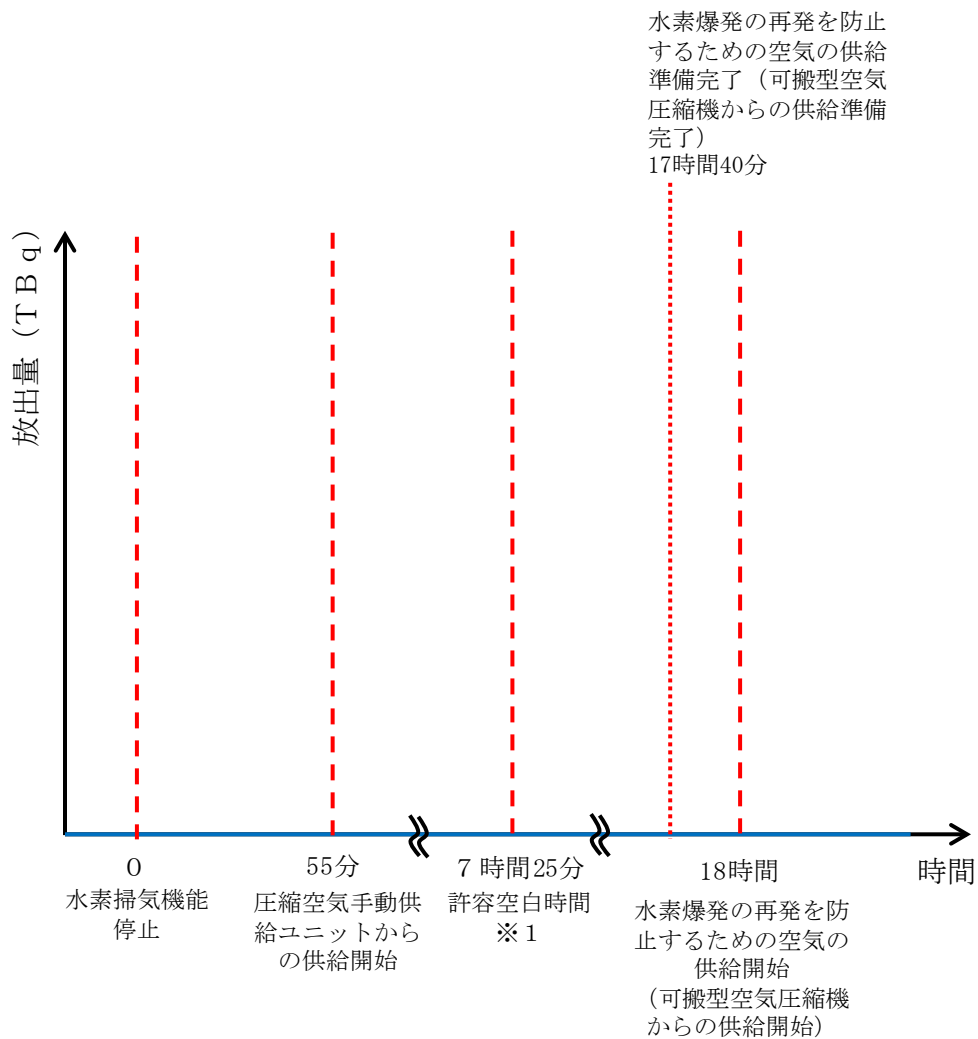 水素爆発の再発を防止
するための空気の供給
準備完了（可搬型空気
圧縮機からの供給準備
完了）
17時間40分
放出量（ＴＢｑ）
0
水素掃気機能
停止
55分
圧縮空気手動供
給ユニットから
の供給開始
７時間25分
許容空白時間
※１
18時間
水素爆発の再発を防
止するための空気の
供給開始
（可搬型空気圧縮機
からの供給開始）
時間